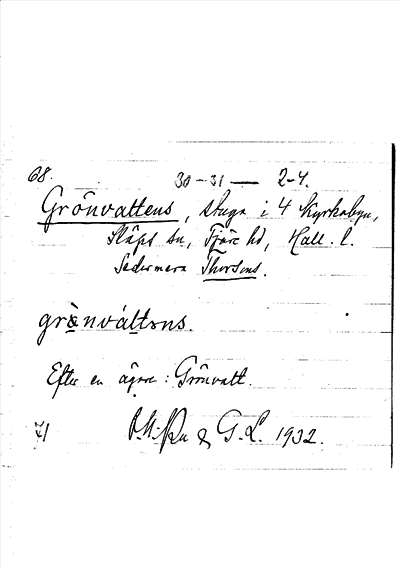 68.
30–31 — 2–4.
Grönvattens, stuga i 4 Kyrkobyn,
Släps sn, Fjäre hd, Hall. l.
Sedermera Thorsens.
Efter en ägare: Grönvatt.
71
& G. L. 1932.